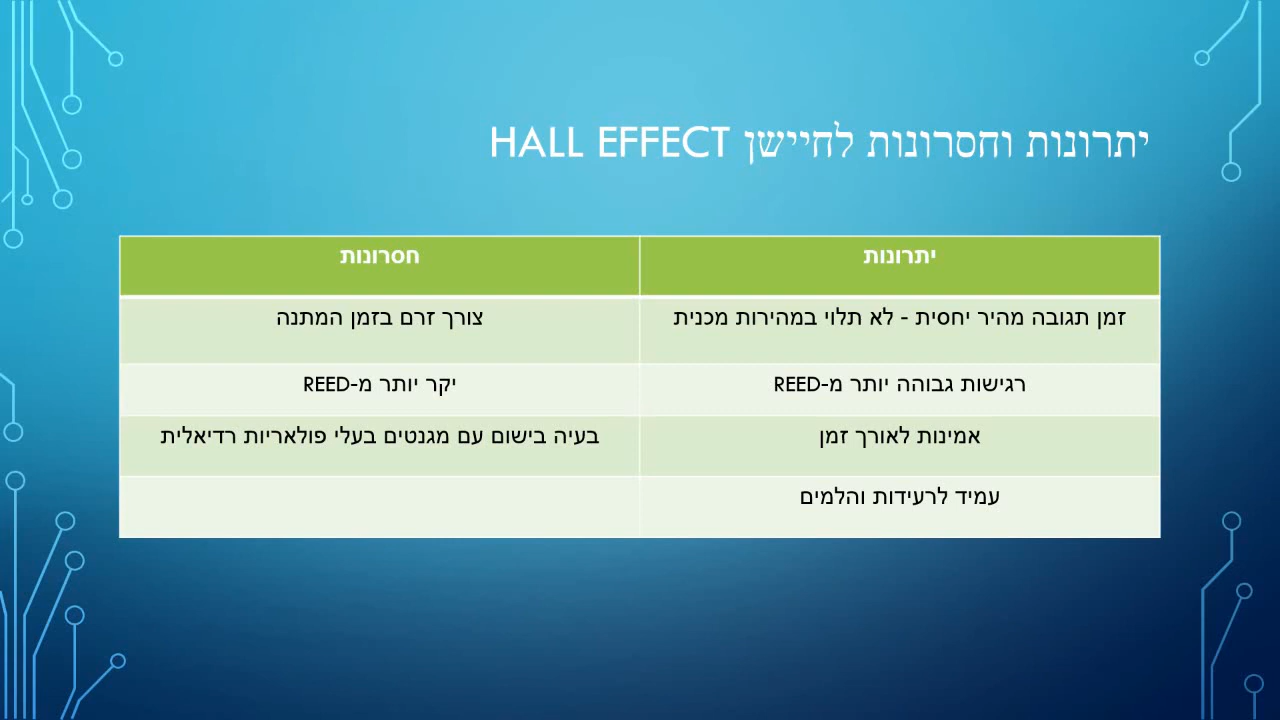 יתרונות וחסרונות לחיישן HALL EFFECT
יתרונות
חסרונות
זמן תגובה מהיר יחסית - לא תלוי במהירות מכנית
צורך זרם בזמן המתנה
רגישות גבוהה יותר מ-REED
יקר יותר מ-REED
אמינות לאורך זמן
בעיה בישום עם מגנטים בעלי פולאריות רדיאלית
עמיד לרעידות והלמים